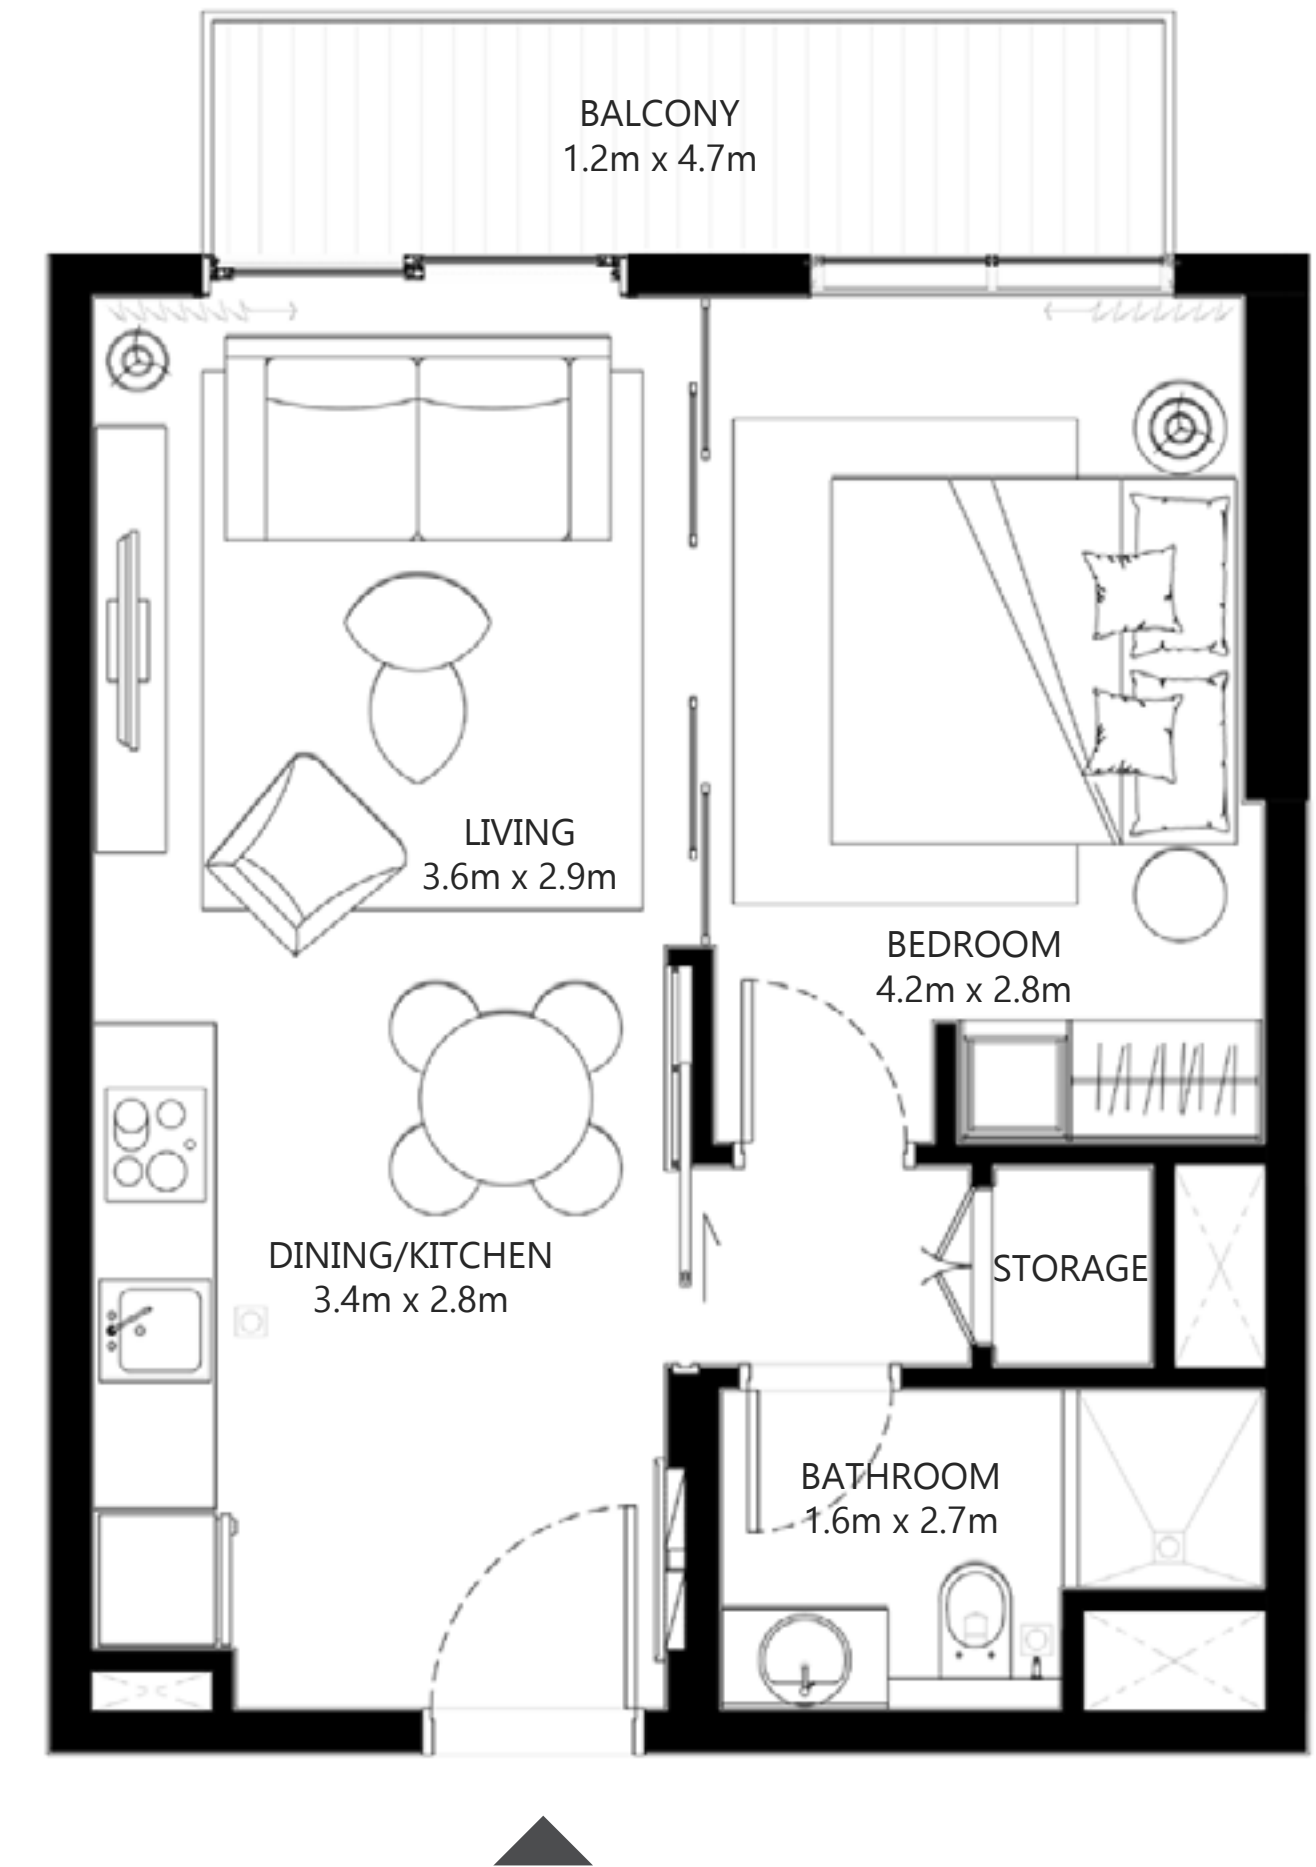 BALCONY
1.2m x 4.7m
LIVING
3.6m x 2.9m
BEDROOM
4.2m x 2.8m
DINING/KITCHEN
3.4m x 2.8m
STORAGE
BATHROOM
1.6m x 2.7m